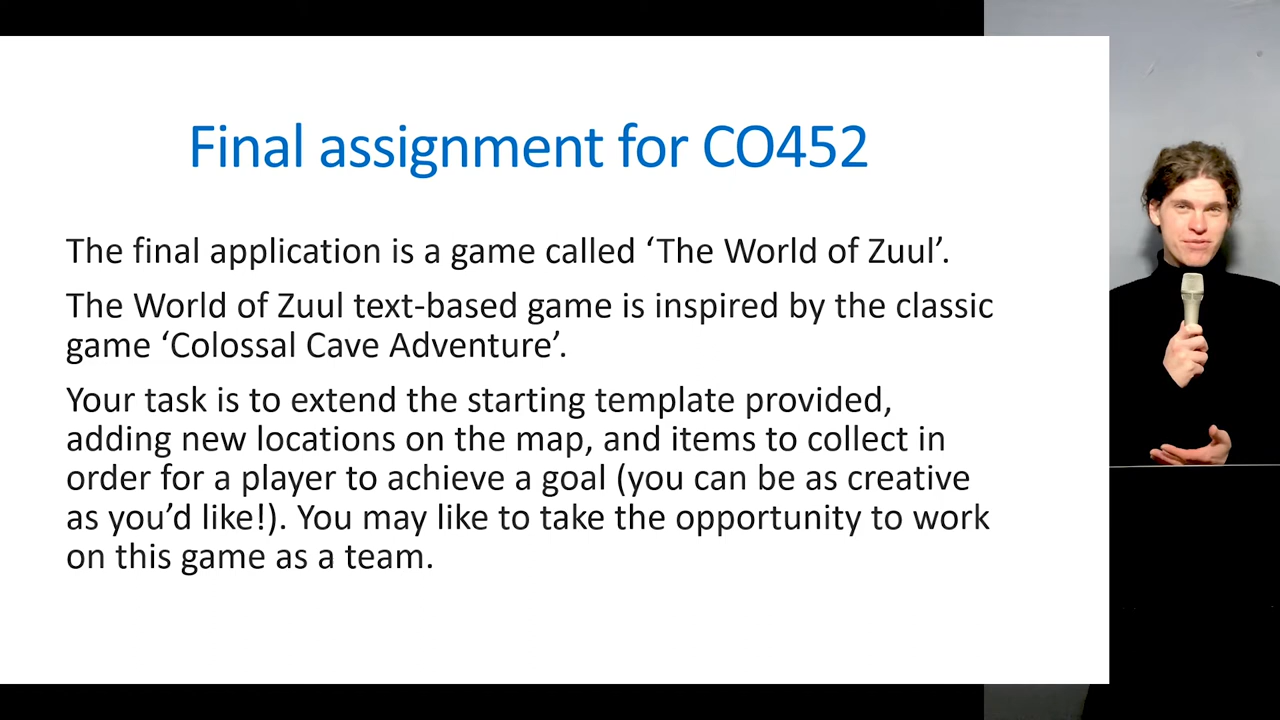 Final assignment for CO452
The final application is a game called ‘The World of Zuul’.
The World of Zuul text-based game is inspired by the classic
game ‘Colossal Cave Adventure’.
Your task is to extend the starting template provided,
adding new locations on the map, and items to collect in
order for a player to achieve a goal (you can be as creative
as you’d like!). You may like to take the opportunity to work
on this game as a team.